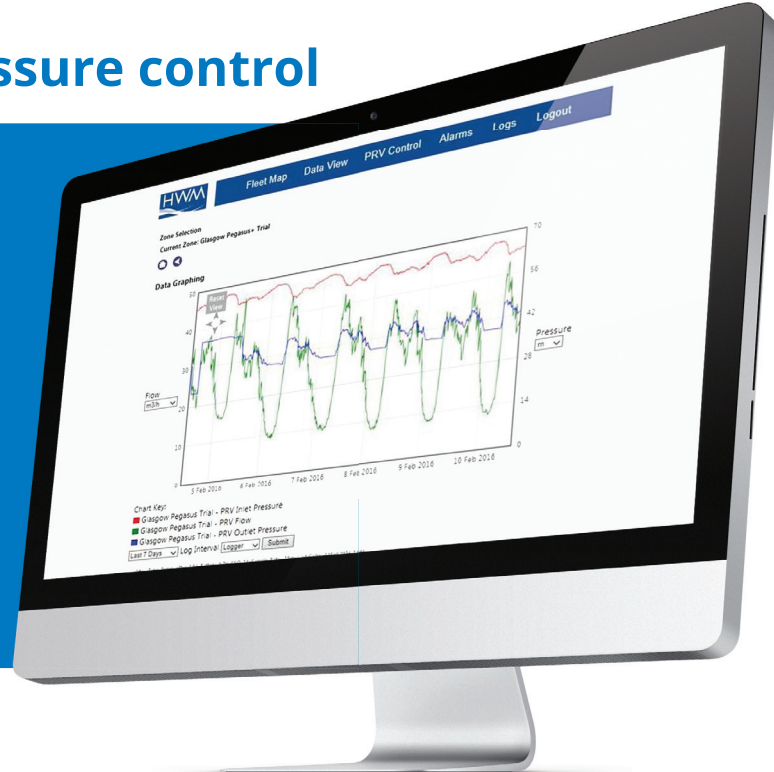 ssure control
Fleet Map Data View PRV Control Alarms Logs Logout
HWM
Zone Selection
Current Zone: Glasgow Pegasus+ Trial
Data Graphing
Reset
View
50
40
30
20
10
0
70
56
42
28
14
0
Flow
m3/h
Pressure
m
5 Feb 2016 6 Feb 2016 7 Feb 2016 8 Feb 2016 9 Feb 2016 10 Feb 2016
Chart Key:
Glasgow Pegasus Trial - PRV Inlet Pressure
Glasgow Pegasus Trial - PRV Flow
Glasgow Pegasus Trial - PRV Outlet Pressure
Last 7 Days Log Interval Logger Submit